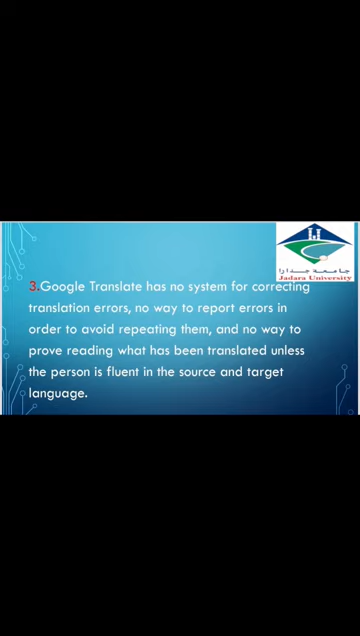 جامعة جدارا
Jadara University
3.Google Translate has no system for correcting
translation errors, no way to report errors in
order to avoid repeating them, and no way to
prove reading what has been translated unless
the person is fluent in the source and target
language.